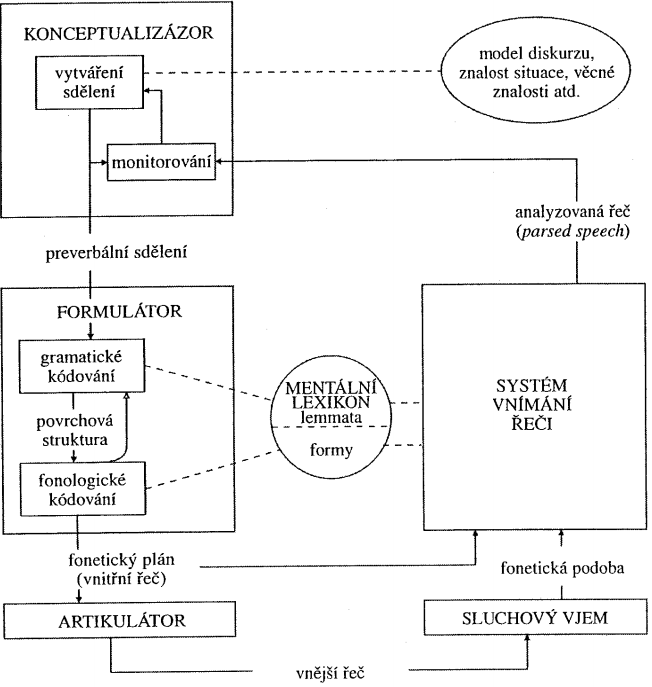 KONCEPTUALIZÁZOR
vytváření
sdělení
monitorování
model diskurzu,
znalost situace, věcné
znalosti atd.
analyzovaná řeč
(parsed speech)
preverbální sdělení
FORMULÁTOR
gramatické
kódování
povrchová
struktura
fonologické
kódování
MENTÁLNÍ
LEXIKON
lemmata
formy
SYSTÉM
VNÍMÁNÍ
ŘEČI
fonetický plán
(vnitřní řeč)
fonetická podoba
ARTIKULÁTOR
SLUCHOVÝ VJEM
vnější řeč